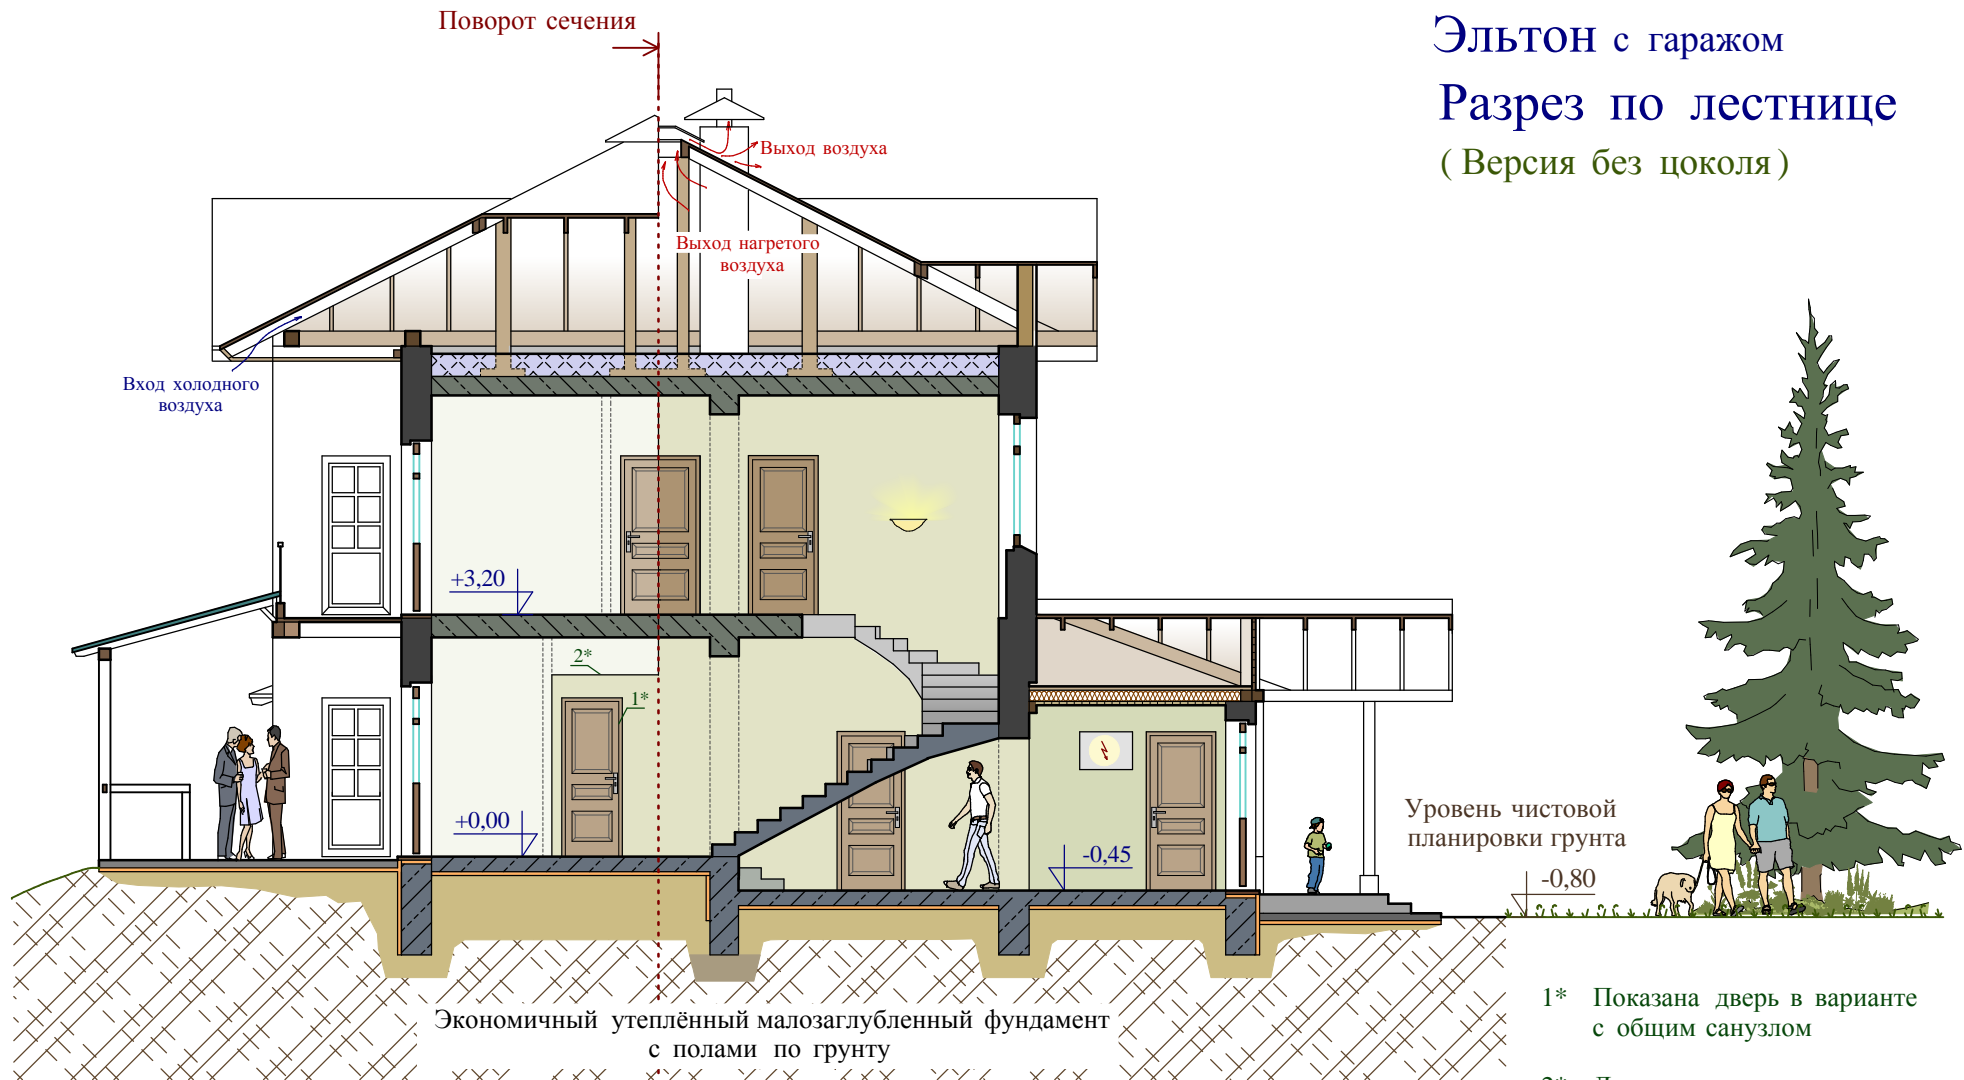 Поворот сечения
Эльтон с гаражом
Разрез по лестнице
( Версия без цоколя )
Выход воздуха
Выход нагретого
воздуха
Вход холодного
воздуха
+3,20
2*
1*
+0,00
-0,45
Уровень чистовой
планировки грунта
-0,80
Экономичный утеплённый малозаглубленный фундамент
с полами по грунту
1* Показана дверь в варианте
с общим санузлом